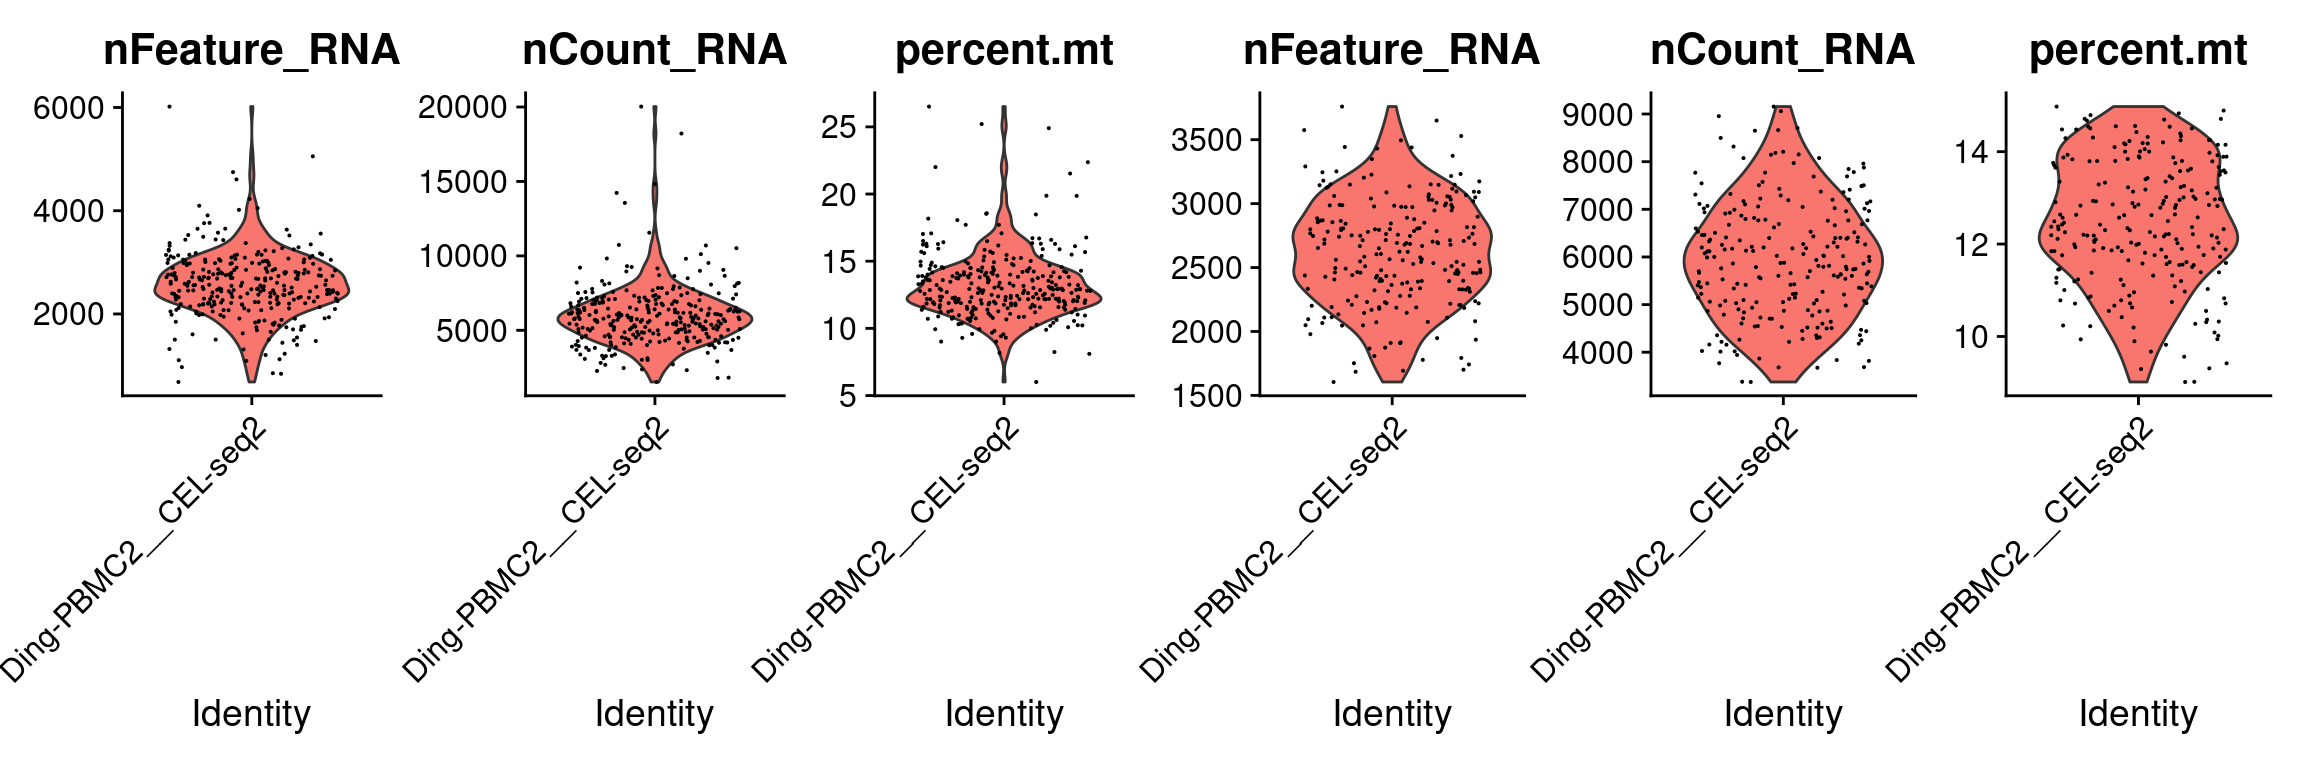 nFeature_RNA
6000
4000
2000
Ding-PBMC2__CEL-seq2
Identity
nCount_RNA
20000
15000
10000
5000
Ding-PBMC2__CEL-seq2
Identity
percent.mt
25
20
15
10
5
Ding-PBMC2__CEL-seq2
Identity
nFeature_RNA
3500
3000
2500
2000
1500
Ding-PBMC2__CEL-seq2
Identity
nCount_RNA
9000
8000
7000
6000
5000
4000
Ding-PBMC2__CEL-seq2
Identity
percent.mt
14
12
10
Ding-PBMC2__CEL-seq2
Identity